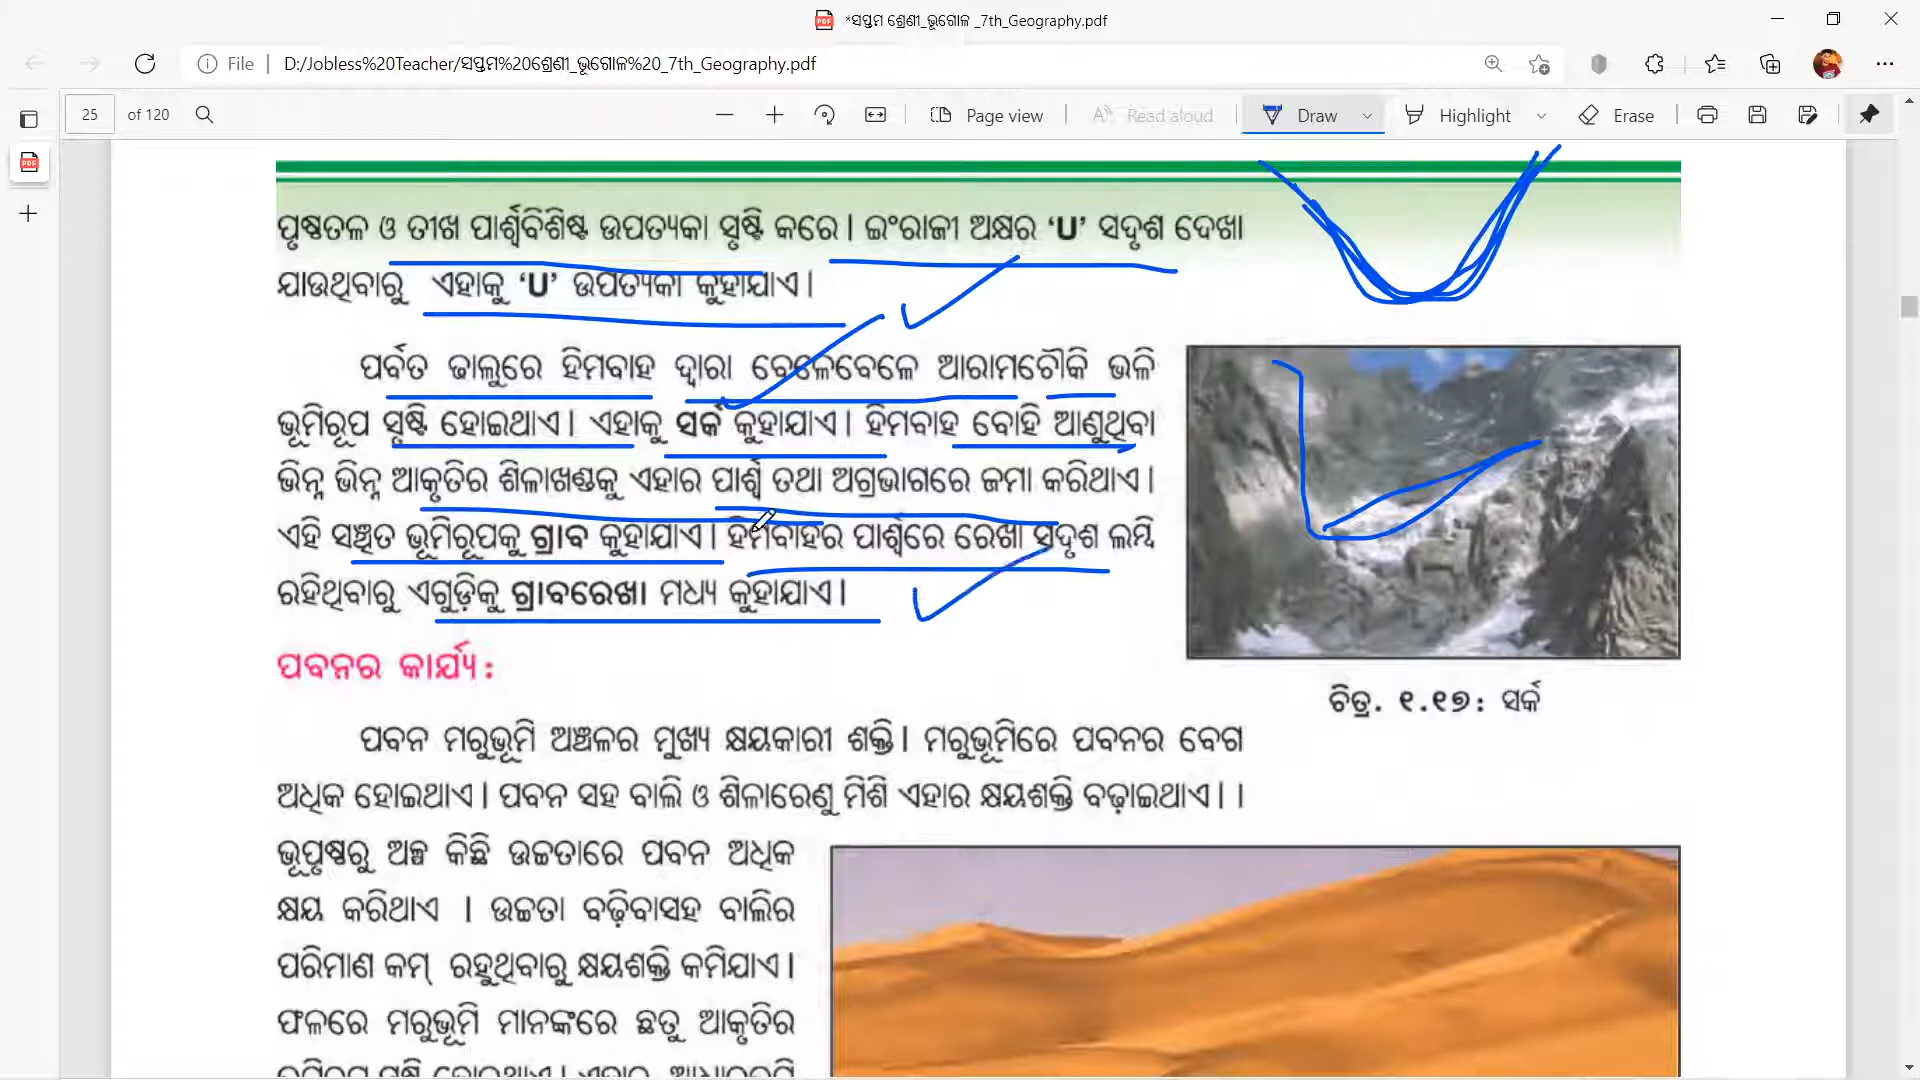 *ସପ୍ତମ ଶ୍ରେଣୀ_ଭୂଗୋଳ _7th_Geography.pdf
File
D:/Jobless%20Teacher/ସପ୍ତମ%20ଶ୍ରେଣୀ_ଭୂଗୋଳ%20_7th_Geography.pdf
25 of 120
Page view
Read aloud
Draw
Highlight
Erase
ପୃଷ୍ଠତଳ ଓ ତୀଖ ପାର୍ଶ୍ୱବିଶିଷ୍ଟ ଉପତ୍ୟକା ସୃଷ୍ଟି କରେ । ଇଂରାଜୀ ଅକ୍ଷର ‘U’ ସଦୃଶ ଦେଖା
ଯାଉଥିବାରୁ ଏହାକୁ ‘U’ ଉପତ୍ୟକା କୁହାଯାଏ ।
ପର୍ବତ ଢାଲୁରେ ହିମବାହ ଦ୍ୱାରା ବେଳେବେଳେ ଆରାମଚୌକି ଭଳି
ଭୂମିରୂପ ସୃଷ୍ଟି ହୋଇଥାଏ । ଏହାକୁ ସର୍କ କୁହାଯାଏ । ହିମବାହ ବୋହି ଆଣୁଥିବା
ଭିନ୍ନ ଭିନ୍ନ ଆକୃତିର ଶିଳାଖଣ୍ଡକୁ ଏହାର ପାର୍ଶ୍ୱ ତଥା ଅଗ୍ରଭାଗରେ ଜମା କରିଥାଏ ।
ଏହି ସଞ୍ଚିତ ଭୂମିରୂପକୁ ଗ୍ରାବ କୁହାଯାଏ । ହିମବାହର ପାର୍ଶ୍ୱରେ ରେଖା ସଦୃଶ ଲମ୍ବି
ରହିଥିବାରୁ ଏଗୁଡ଼ିକୁ ଗ୍ରାବରେଖା ମଧ୍ୟ କୁହାଯାଏ ।
ଚିତ୍ର. ୧.୧୭ : ସର୍କ
ପବନର କାର୍ଯ୍ୟ :
ପବନ ମରୁଭୂମି ଅଞ୍ଚଳର ମୁଖ୍ୟ କ୍ଷୟକାରୀ ଶକ୍ତି । ମରୁଭୂମିରେ ପବନର ବେଗ
ଅଧିକ ହୋଇଥାଏ । ପବନ ସହ ବାଲି ଓ ଶିଳାରେଣୁ ମିଶି ଏହାର କ୍ଷୟଶକ୍ତି ବଢ଼ାଇଥାଏ । ।
ଭୂପୃଷ୍ଠରୁ ଅଳ୍ପ କିଛି ଉଚ୍ଚତାରେ ପବନ ଅଧିକ
କ୍ଷୟ କରିଥାଏ । ଉଚ୍ଚତା ବଢ଼ିବାସହ ବାଲିର
ପରିମାଣ କମ୍ ରହୁଥିବାରୁ କ୍ଷୟଶକ୍ତି କମିଯାଏ ।
ଫଳରେ ମରୁଭୂମି ମାନଙ୍କରେ ଛତୁ ଆକୃତିର